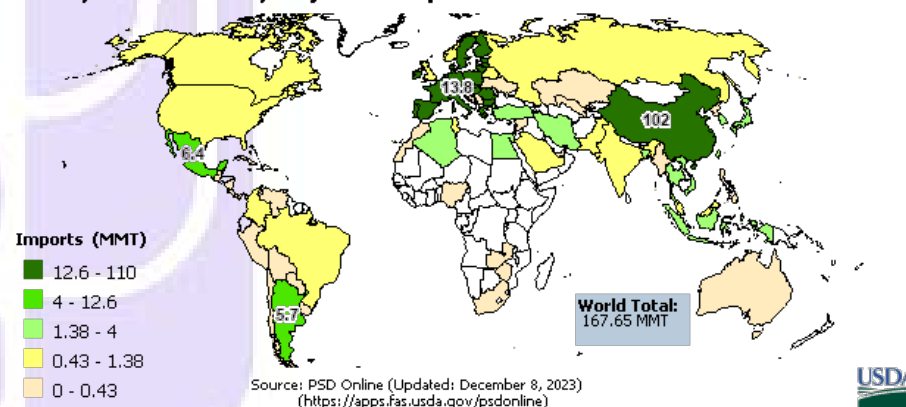 13.8
102
6.4
5.7
Imports (MMT)
12.6 - 110
4 - 12.6
1.38 - 4
0.43 - 1.38
0 - 0.43
World Total:
167.65 MMT
Source: PSD Online (Updated: December 8, 2023)
(https://apps.fas.usda.gov/psdonline)
USDA